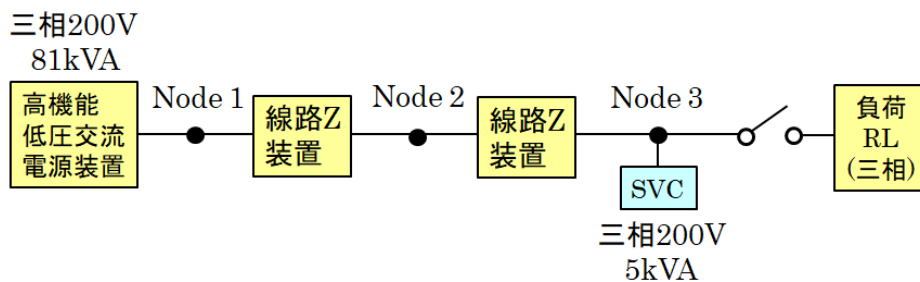 三相200V
81kVA
高機能
低圧交流
電源装置
Node 1
線路Z
装置
Node 2
線路Z
装置
Node 3
SVC
三相200V
5kVA
負荷
RL
(三相)